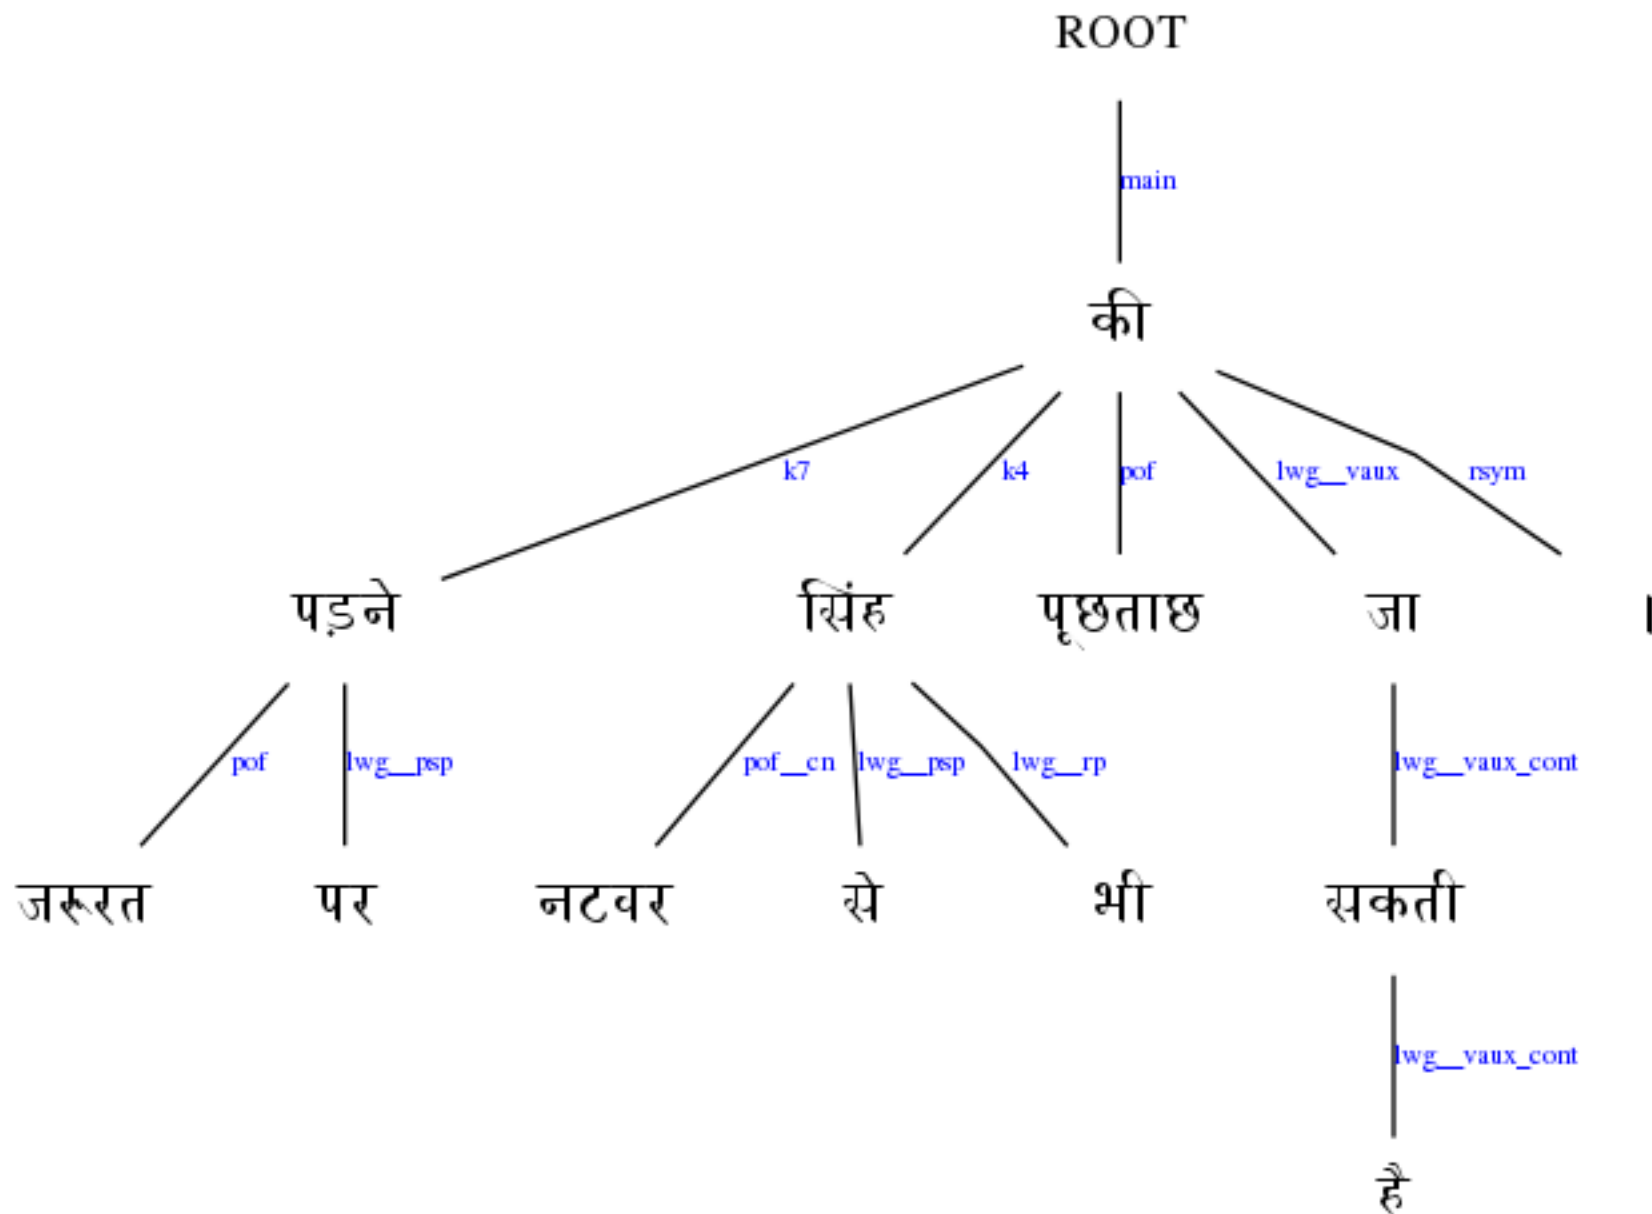 ROOT
main
की
k7 k4 pof lwg__vaux rsym
पड़ने सिंह पूछताछ जा ।
pof lwg__psp pof__cn lwg__psp lwg__rp lwg__vaux_cont
जरूरत पर नटवर से भी सकती
lwg__vaux_cont
है